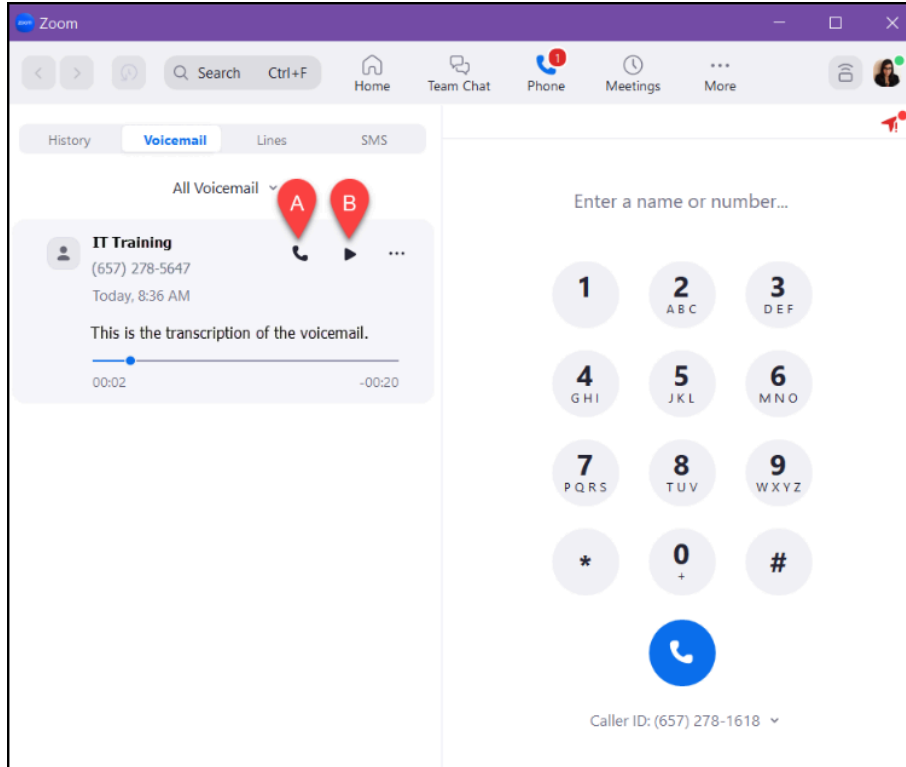 zoom Zoom
Search Ctrl+F
Home
Team Chat
1
Phone
Meetings
More
History Voicemail Lines SMS
All Voicemail
A B
IT Training
(657) 278-5647
Today, 8:36 AM
This is the transcription of the voicemail.
00:02 -00:20
Enter a name or number...
1 2 3
ABC DEF
4 5 6
GHI JKL MNO
7 8 9
PQRS TUV WXYZ
* 0 #
+
Caller ID: (657) 278-1618